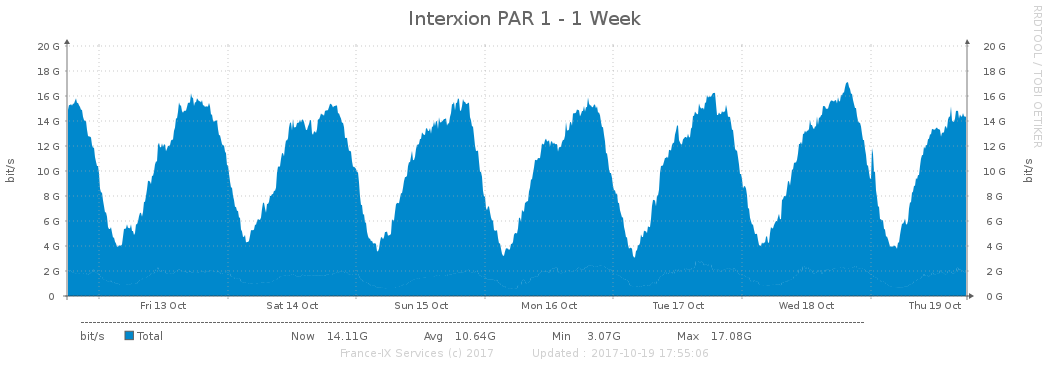 Interxion PAR 1 - 1 Week
RRDTOOL / TOBI OETIKER
20 G 20 G
18 G 18 G
16 G 16 G
14 G 14 G
12 G 12 G
10 G 10 G
8 G 8 G
6 G 6 G
4 G 4 G
2 G 2 G
0 0 G
bit/s bit/s
Fri 13 Oct Sat 14 Oct Sun 15 Oct Mon 16 Oct Tue 17 Oct Wed 18 Oct Thu 19 Oct
bit/s Total Now 14.11G Avg 10.64G Min 3.07G Max 17.08G
France-IX Services (c) 2017 Updated : 2017-10-19 17:55:06